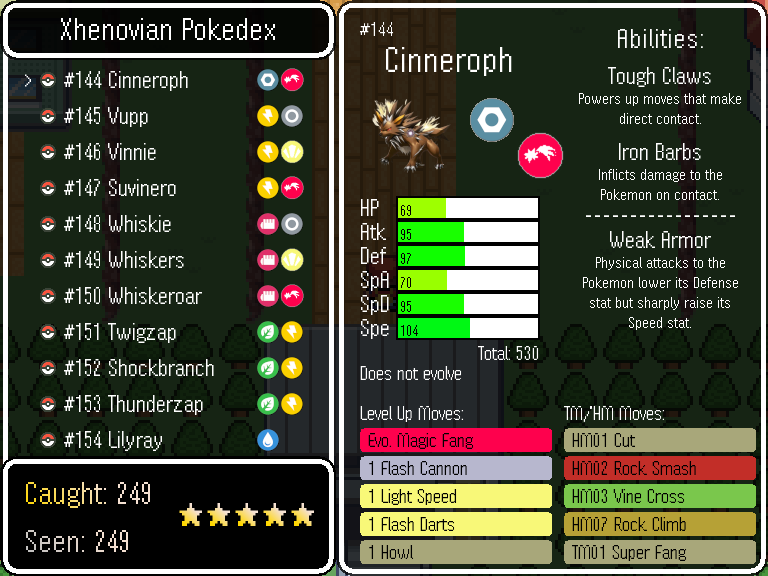 Xhenovian Pokedex
#144 Cinneroph
#145 Vupp
#146 Vinnie
#147 Suvinero
#148 Whiskie
#149 Whiskers
#150 Whiskeroar
#151 Twigzap
#152 Shockbranch
#153 Thunderzap
#154 Lilyray
Caught: 249
Seen: 249
#144
Cinneroph
HP 69
Atk 95
Def 97
SpA 70
SpD 95
Spe 104
Total: 530
Does not evolve
Abilities:
Tough Claws
Powers up moves that make
direct contact.
Iron Barbs
Inflicts damage to the
Pokemon on contact.
Weak Armor
Physical attacks to the
Pokemon lower its Defense
stat but sharply raise its
Speed stat.
Level Up Moves:
Evo. Magic Fang
1 Flash Cannon
1 Light Speed
1 Flash Darts
1 Howl
TM/HM Moves:
HM01 Cut
HM02 Rock Smash
HM03 Vine Cross
HM07 Rock Climb
TM01 Super Fang